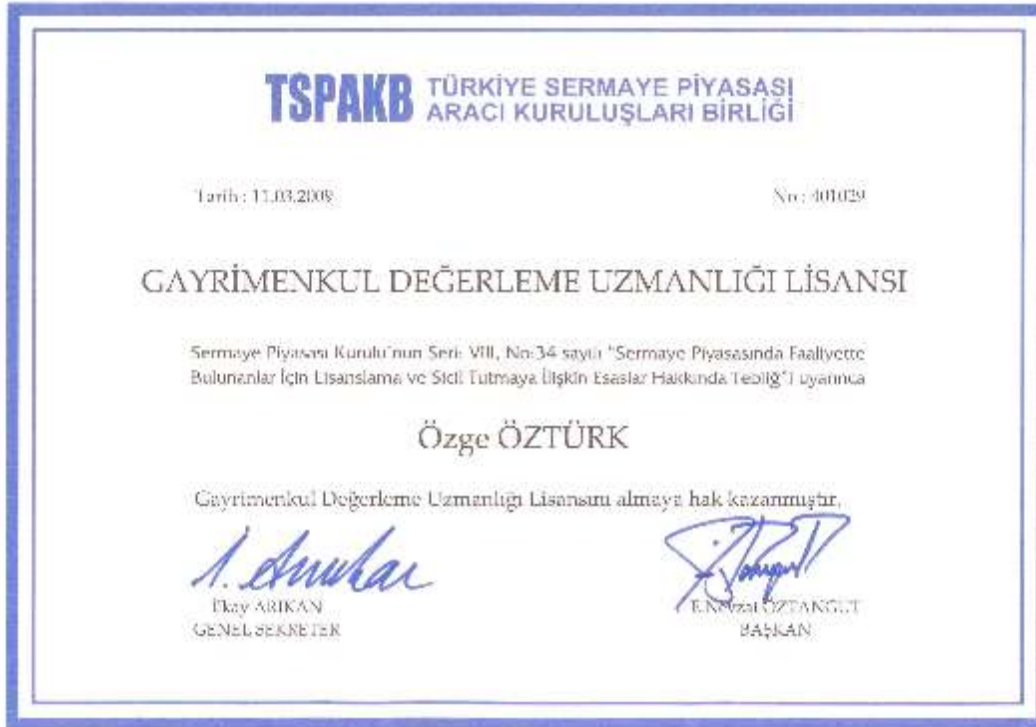 TSPAKB TÜRKİYE SERMAYE PİYASASI
ARACI KURULUŞLARI BİRLİĞİ
Tarih : 11.03.2009 No : 401029
GAYRİMENKUL DEĞERLEME UZMANLIĞI LİSANSI
Sermaye Piyasası Kurulu'nun Seri: VIII, No:34 sayılı "Sermaye Piyasasında Faaliyette
Bulunanlar İçin Lisanslama ve Sicil Tutmaya İlişkin Esaslar Hakkında Tebliğ"i uyarınca
Özge ÖZTÜRK
Gayrimenkul Değerleme Uzmanlığı Lisansını almaya hak kazanmıştır.
İlkay ARIKAN E.Nevzat ÖZTANGUT
GENEL SEKRETER BAŞKAN